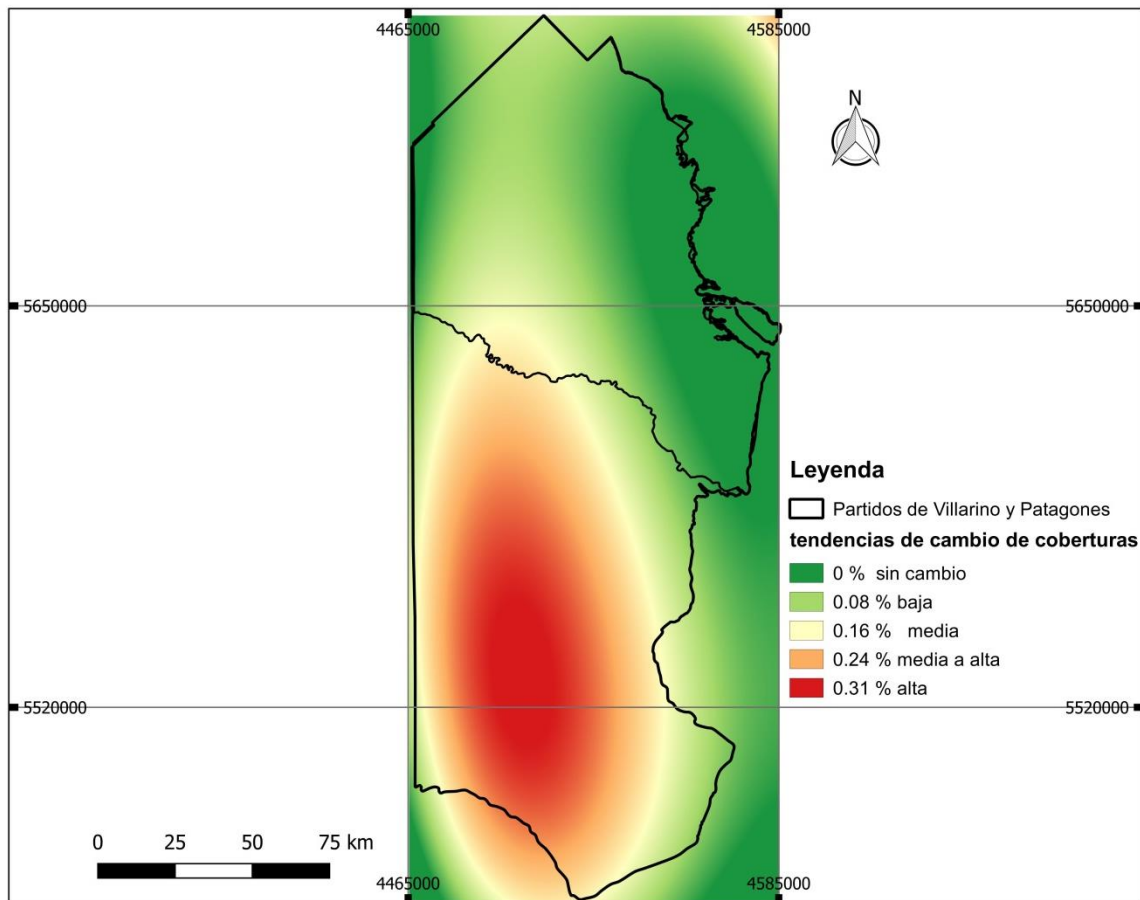 4465000
4585000
N
5650000
5650000
Leyenda
Partidos de Villarino y Patagones
tendencias de cambio de coberturas
0 % sin cambio
0.08 % baja
0.16 % media
0.24 % media a alta
0.31 % alta
5520000
5520000
0 25 50 75 km
4465000
4585000